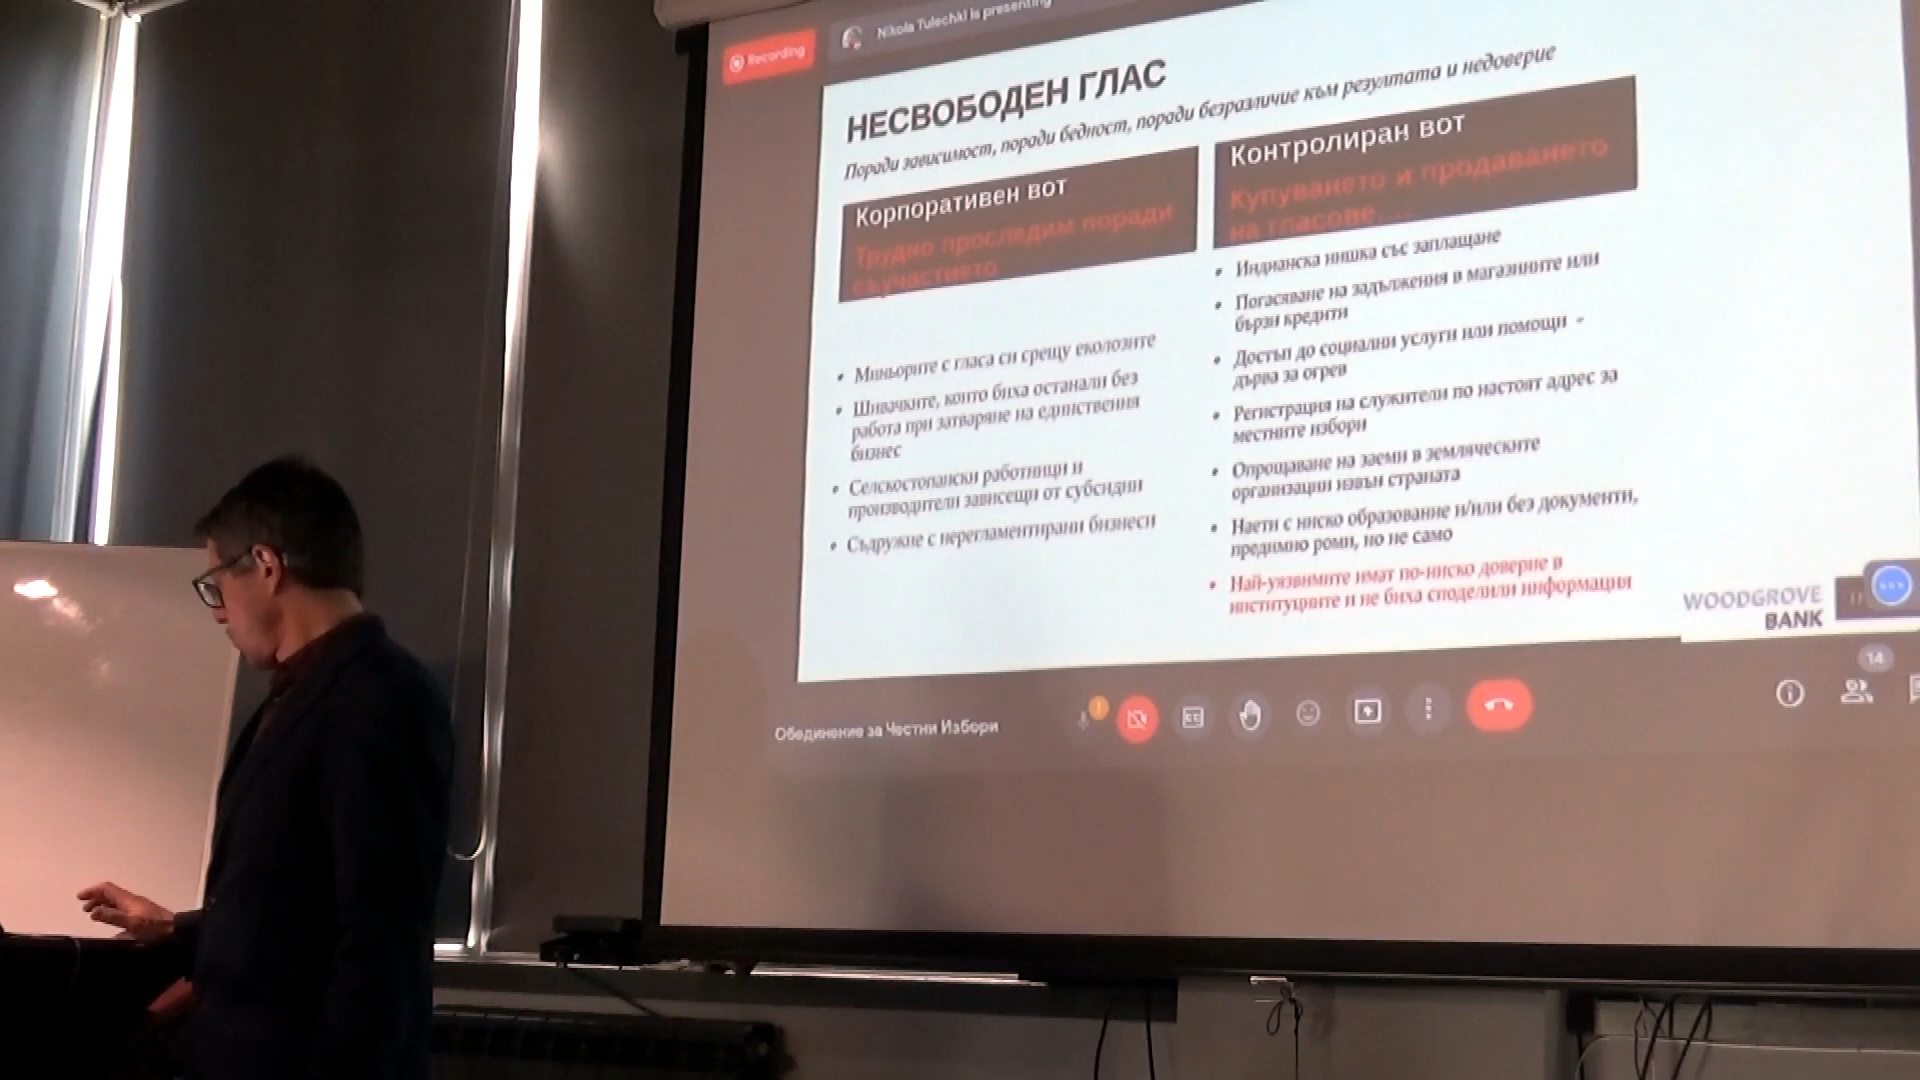 Recording
Nikola Tulechki is presenting
НЕСВОБОДЕН ГЛАС
Поради зависимост, поради бедност, поради безразличие към резултата и недоверие
Корпоративен вот
Трудно проследим поради
съучастието
• Миньорите с гласа си срещу еколозите
• Шивачките, които биха останали без
работа при затваряне на единствения
бизнес
• Селскостопански работници и
производители зависещи от субсидии
• Съдружие с нерегламентирани бизнеси
Контролиран вот
Купуването и продаването
на гласове
• Индианска нишка със заплащане
• Погасяване на задължения в магазините или
бързи кредити
• Достъп до социални услуги или помощи -
дърва за огрев
• Регистрация на служители по настоят адрес за
местните избори
• Опрощаване на заеми в земляческите
организации извън страната
• Наети с ниско образование и/или без документи,
предимно роми, но не само
• Най-уязвимите имат по-ниско доверие в
институциите и не биха споделили информация
WOODGROVE
BANK
14
Обединение за Честни Избори
CC